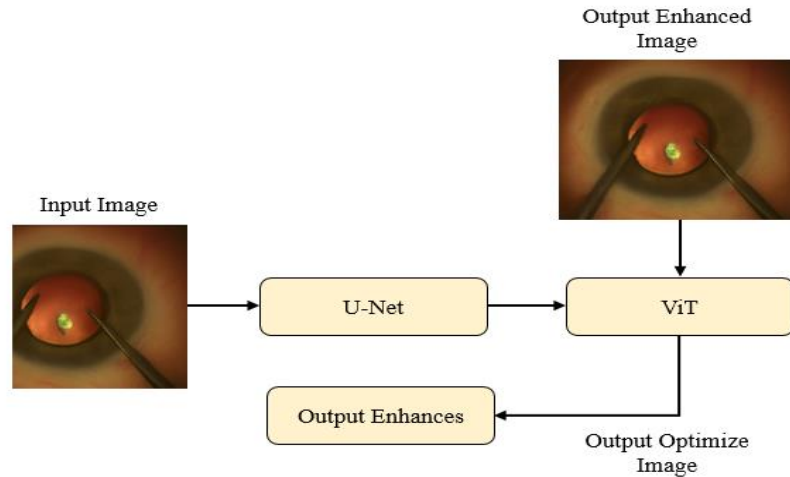 Output Enhanced
Image
Input Image
U-Net
ViT
Output Enhances
Output Optimize
Image